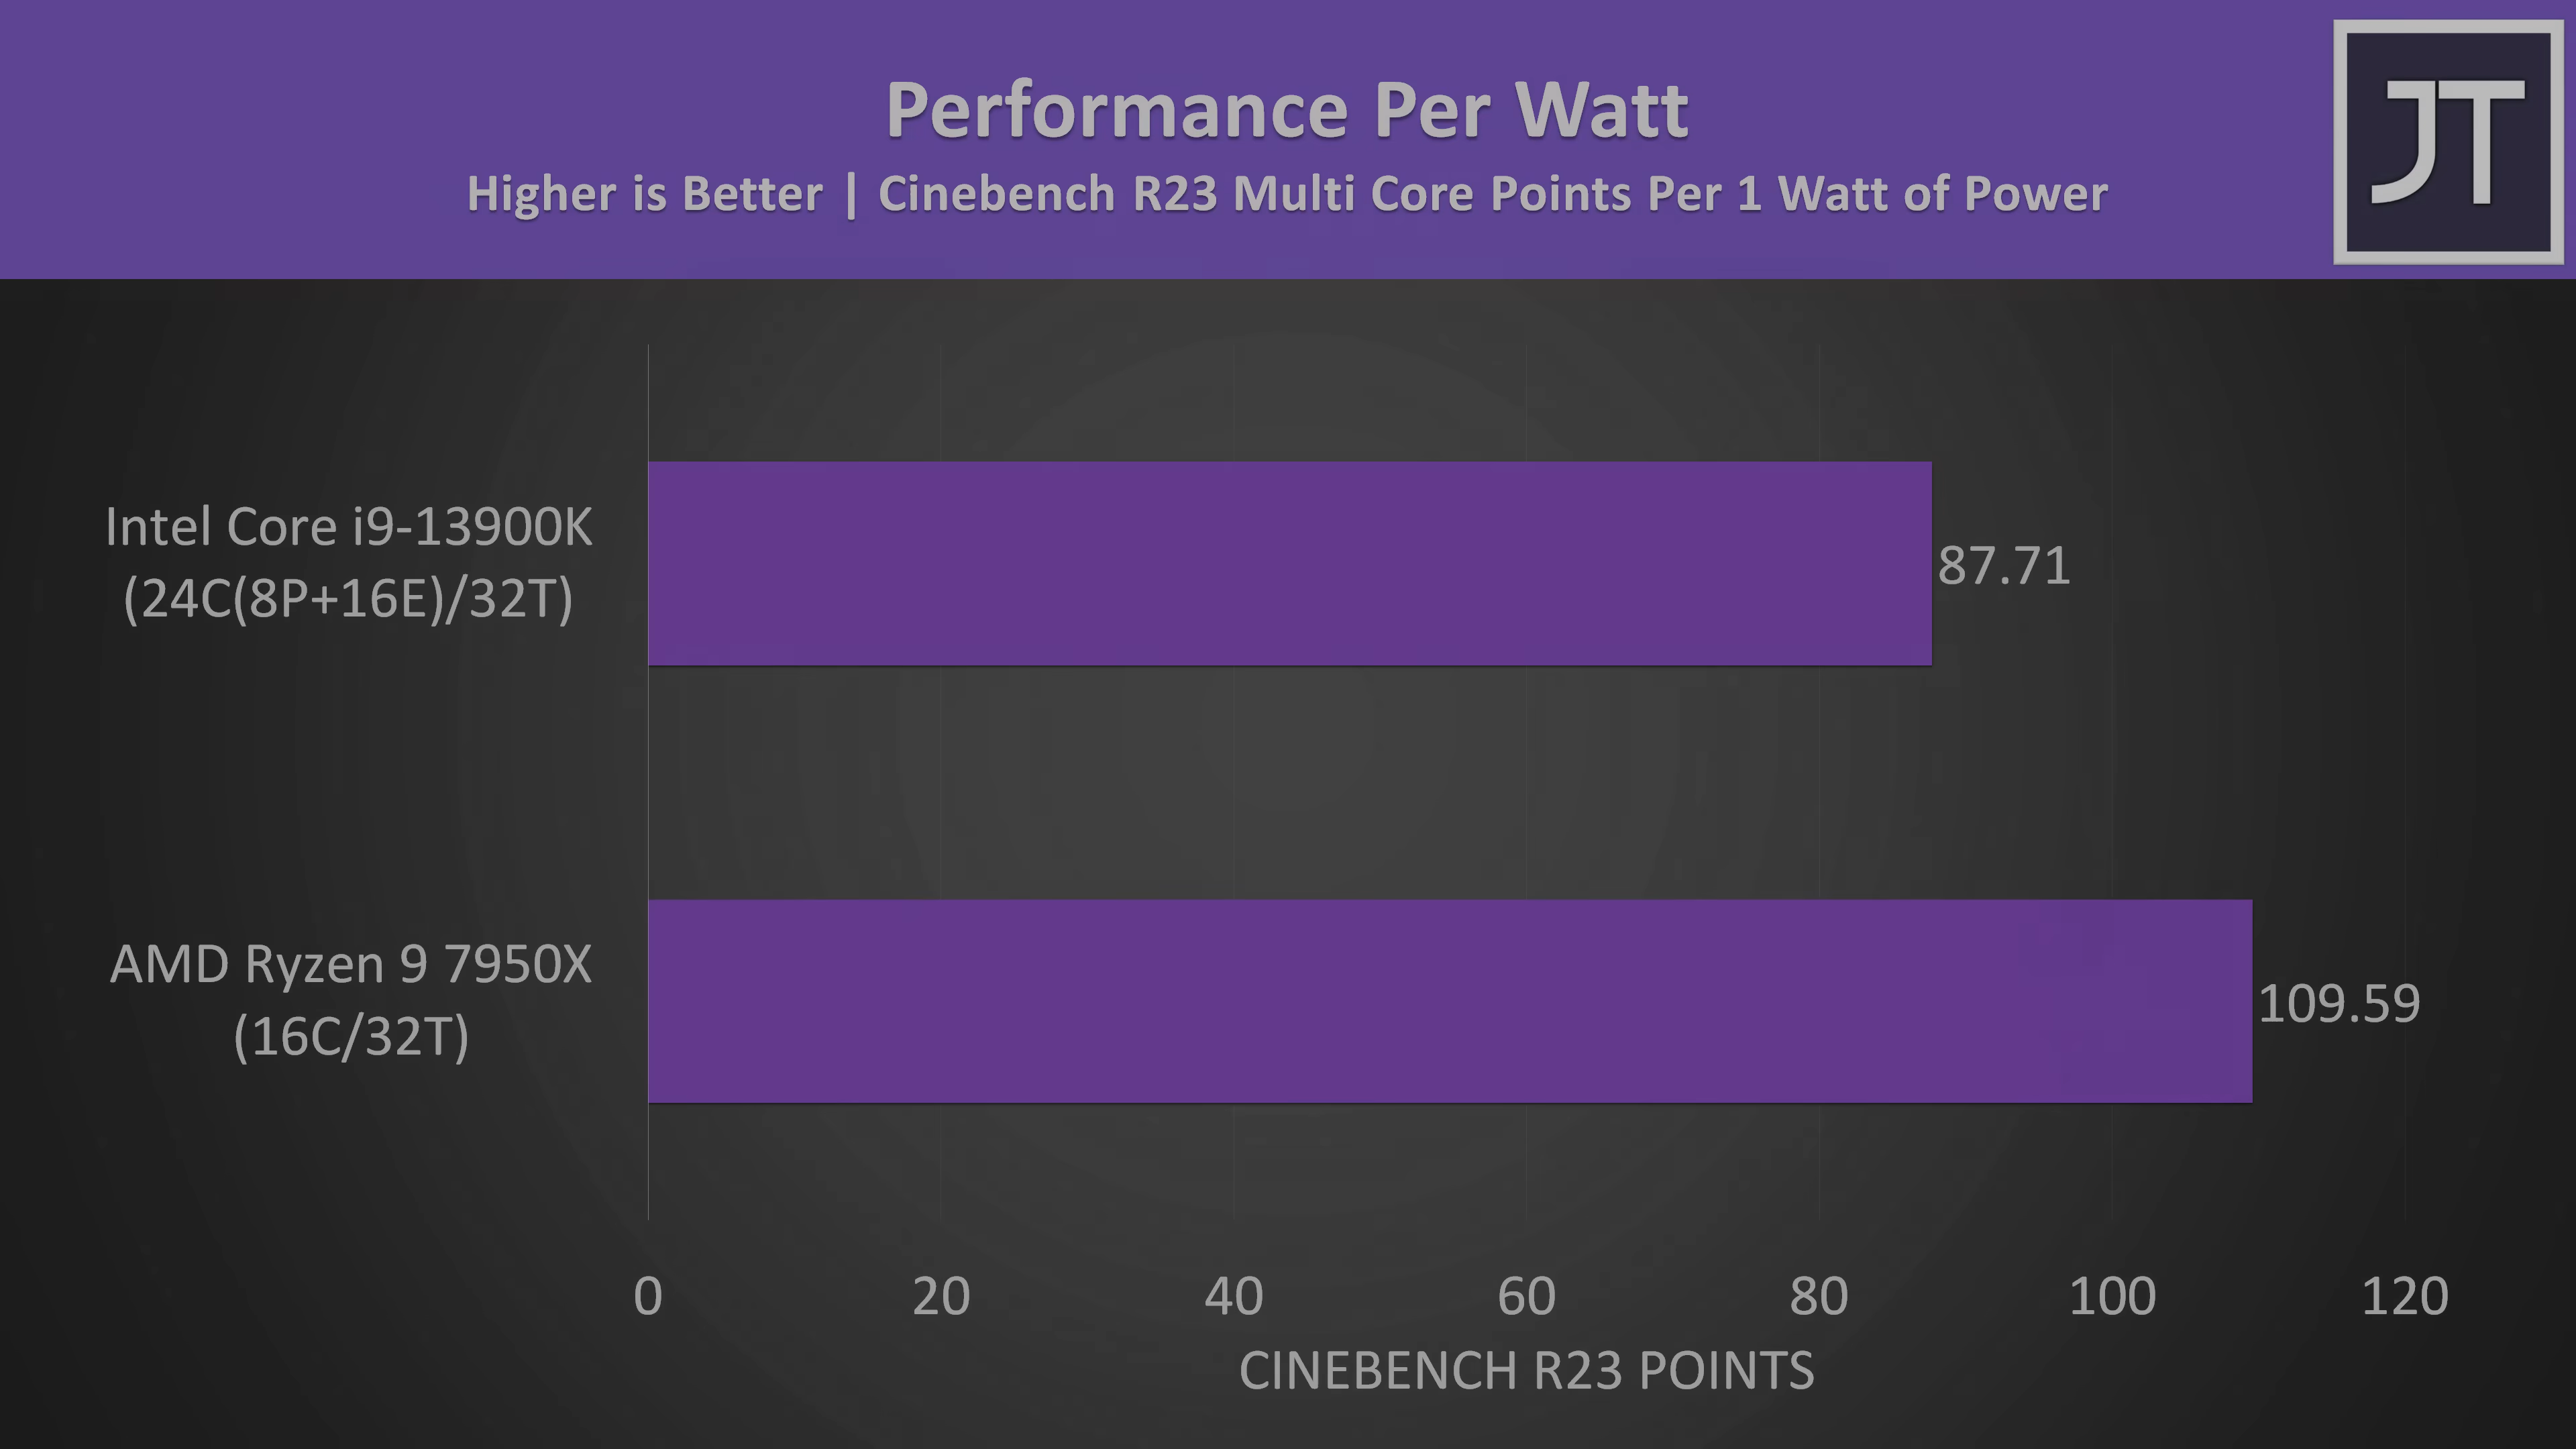 Performance Per Watt
Higher is Better | Cinebench R23 Multi Core Points Per 1 Watt of Power
JT
Intel Core i9-13900K
(24C(8P+16E)/32T)
87.71
AMD Ryzen 9 7950X
(16C/32T)
109.59
0 20 40 60 80 100 120
CINEBENCH R23 POINTS